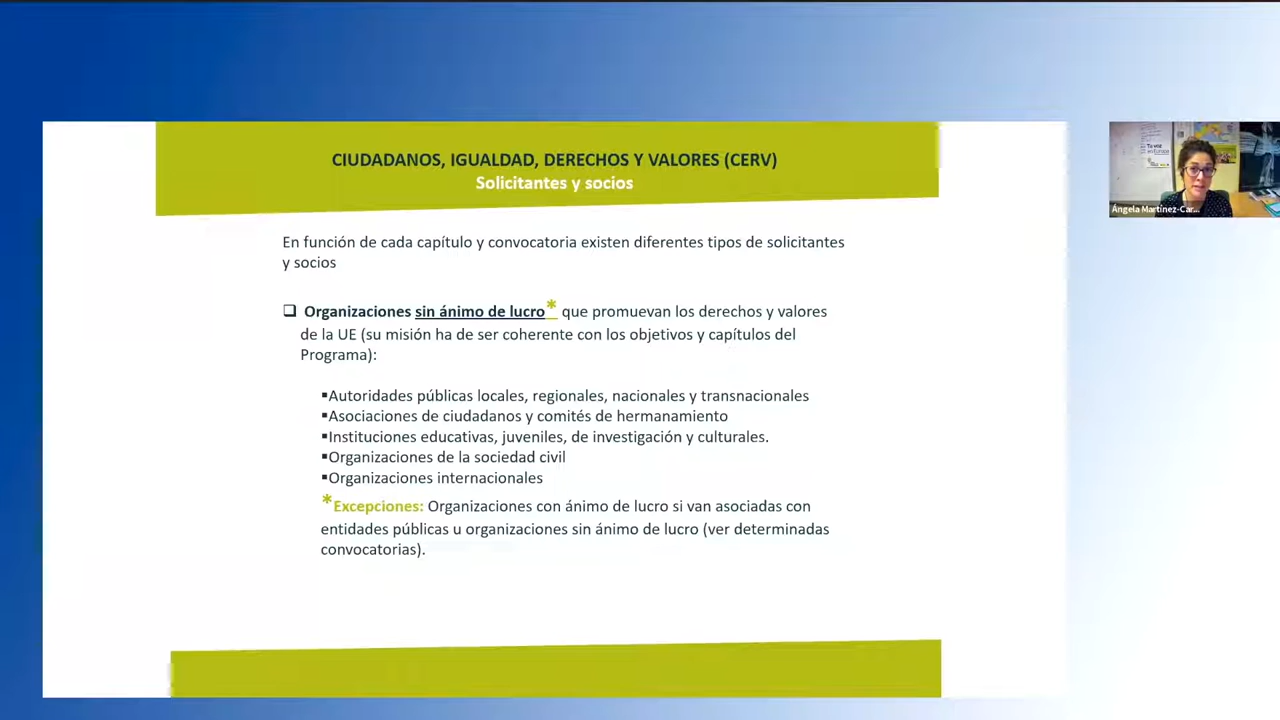 CIUDADANOS, IGUALDAD, DERECHOS Y VALORES (CERV)
Solicitantes y socios
En función de cada capítulo y convocatoria existen diferentes tipos de solicitantes
y socios
❑ Organizaciones sin ánimo de lucro* que promuevan los derechos y valores
de la UE (su misión ha de ser coherente con los objetivos y capítulos del
Programa):
▪Autoridades públicas locales, regionales, nacionales y transnacionales
▪Asociaciones de ciudadanos y comités de hermanamiento
▪Instituciones educativas, juveniles, de investigación y culturales.
▪Organizaciones de la sociedad civil
▪Organizaciones internacionales
*Excepciones: Organizaciones con ánimo de lucro si van asociadas con
entidades públicas u organizaciones sin ánimo de lucro (ver determinadas
convocatorias).
Tu voz
en Europa
Ángela Martínez-Car...